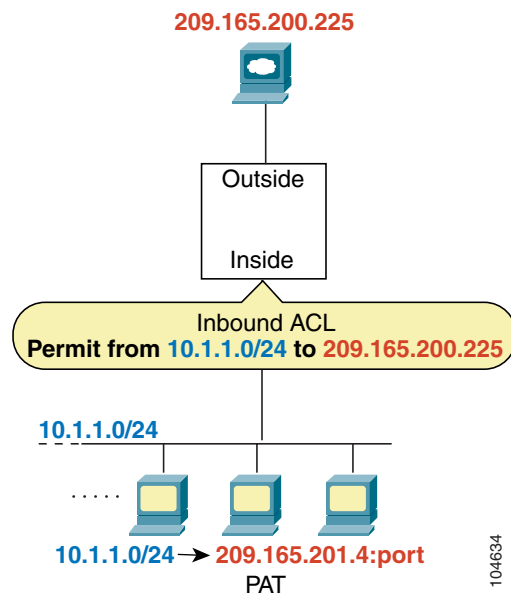 209.165.200.225
Outside
Inside
Inbound ACL
Permit from 10.1.1.0/24 to 209.165.200.225
10.1.1.0/24
10.1.1.0/24 → 209.165.201.4:port
PAT
104634